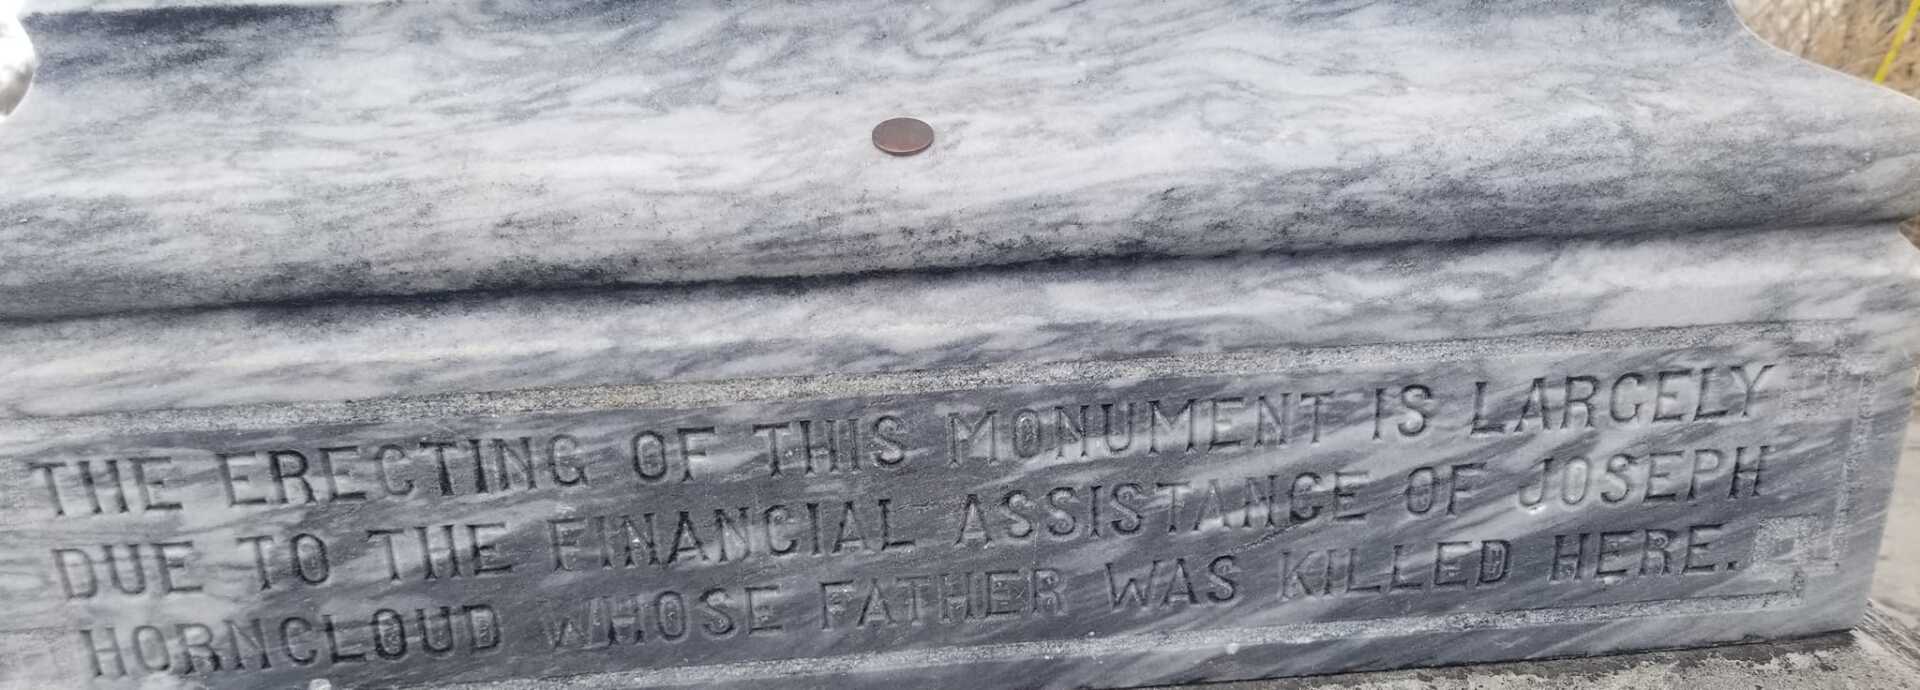 THE ERECTING OF THIS MONUMENT IS LARGELY
DUE TO THE FINANCIAL ASSISTANCE OF JOSEPH
HORNCLOUD WHOSE FATHER WAS KILLED HERE.